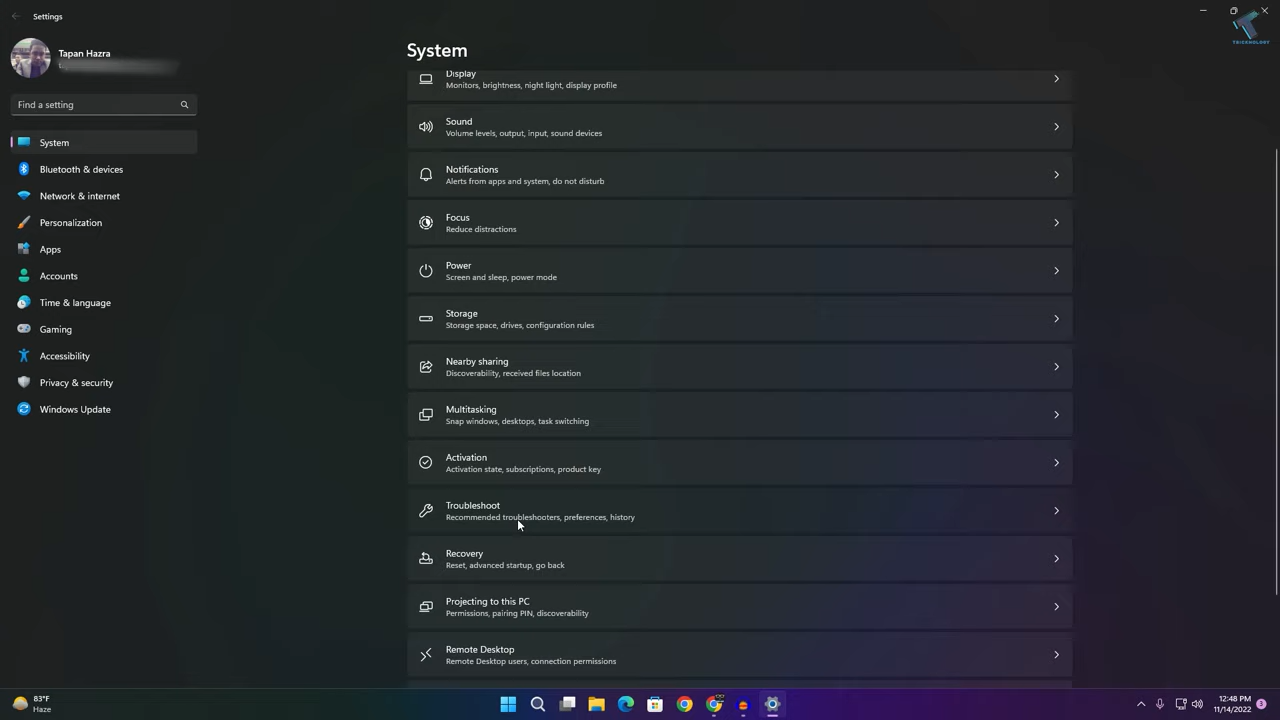 Settings
TRICKNOLOGY
Tapan Hazra
Find a setting
System
Bluetooth & devices
Network & internet
Personalization
Apps
Accounts
Time & language
Gaming
Accessibility
Privacy & security
Windows Update
System
Display
Monitors, brightness, night light, display profile
Sound
Volume levels, output, input, sound devices
Notifications
Alerts from apps and system, do not disturb
Focus
Reduce distractions
Power
Screen and sleep, power mode
Storage
Storage space, drives, configuration rules
Nearby sharing
Discoverability, received files location
Multitasking
Snap windows, desktops, task switching
Activation
Activation state, subscriptions, product key
Troubleshoot
Recommended troubleshooters, preferences, history
Recovery
Reset, advanced startup, go back
Projecting to this PC
Permissions, pairing PIN, discoverability
Remote Desktop
Remote Desktop users, connection permissions
83°F
Haze
12:48 PM
11/14/2022
3